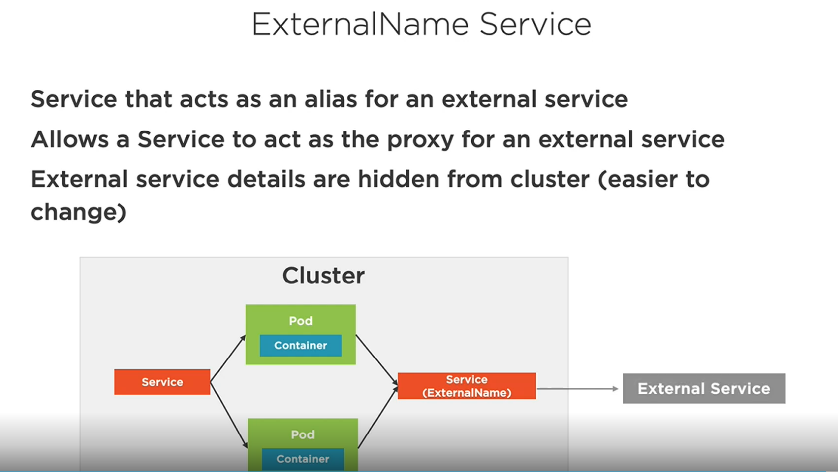 ExternalName Service
Service that acts as an alias for an external service
Allows a Service to act as the proxy for an external service
External service details are hidden from cluster (easier to
change)
Cluster
Pod
Container
Service
Service
(ExternalName)
External Service
Pod
Container